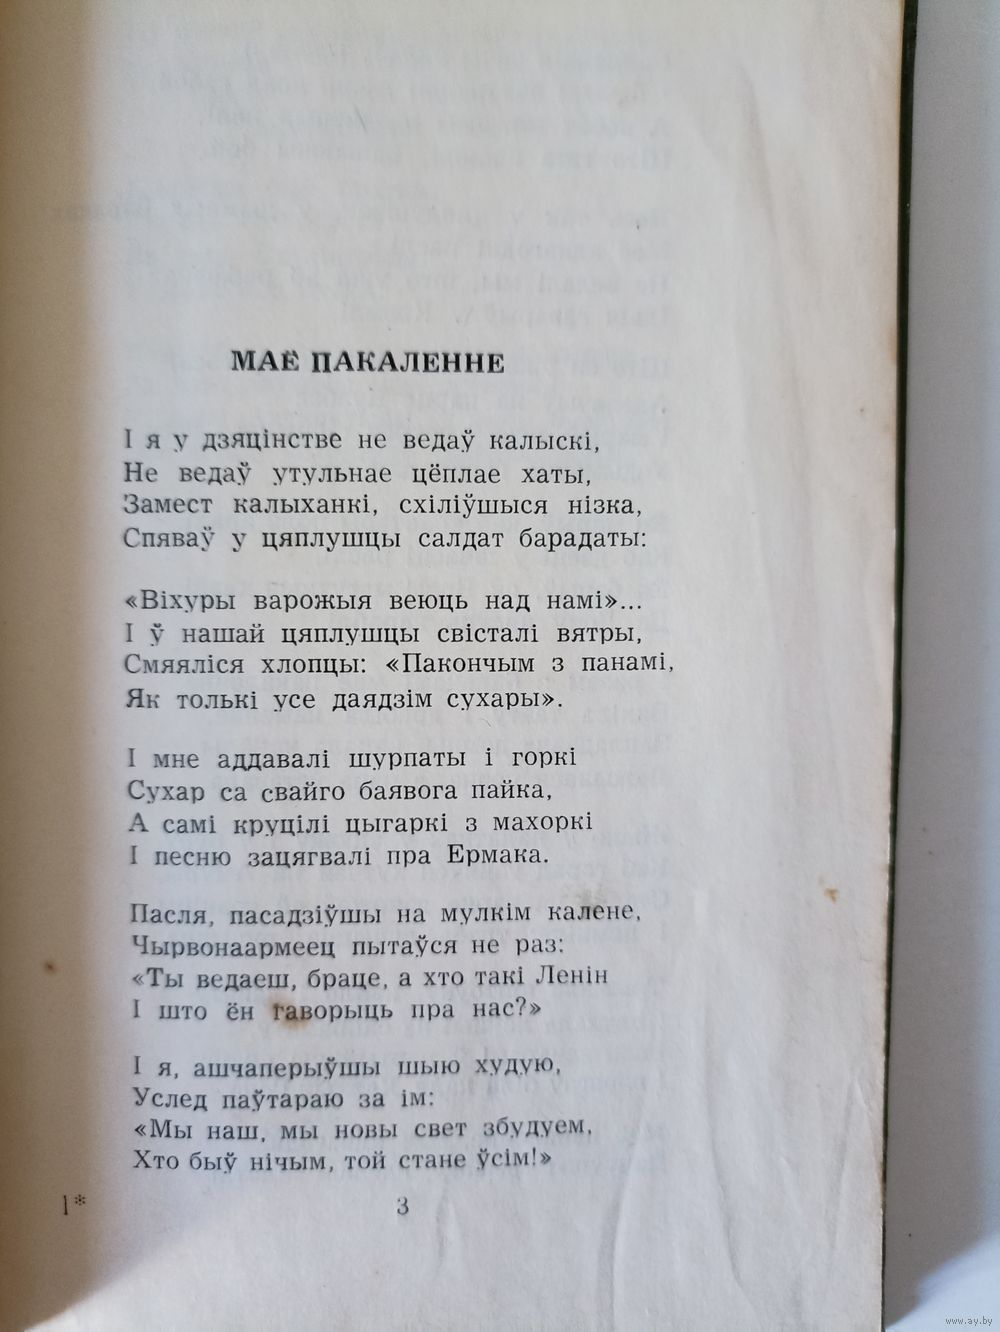 МАЁ ПАКАЛЕННЕ
І я у дзяцінстве не ведаў калыскі,
Не ведаў утульнае цёплае хаты,
Замест калыханкі, схіліўшыся нізка,
Спяваў у цяплушцы салдат барадаты:
«Віхуры варожыя веюць над намі»...
І ў нашай цяплушцы свісталі вятры,
Смяяліся хлопцы: «Пакончым з панамі,
Як толькі усе даядзім сухары».
І мне аддавалі шурпаты і горкі
Сухар са свайго баявога пайка,
А самі круцілі цыгаркі з махоркі
І песню зацягвалі пра Ермака.
Пасля, пасадзіўшы на мулкім калене,
Чырвонаармеец пытаўся не раз:
«Ты ведаеш, браце, а хто такі Ленін
І што ён гаворыць пра нас?»
І я, ашчаперыўшы шыю худую,
Услед паўтараю за ім:
«Мы наш, мы новы свет збудуем,
Хто быў нічым, той стане ўсім!»
1*
3
www.ay.by